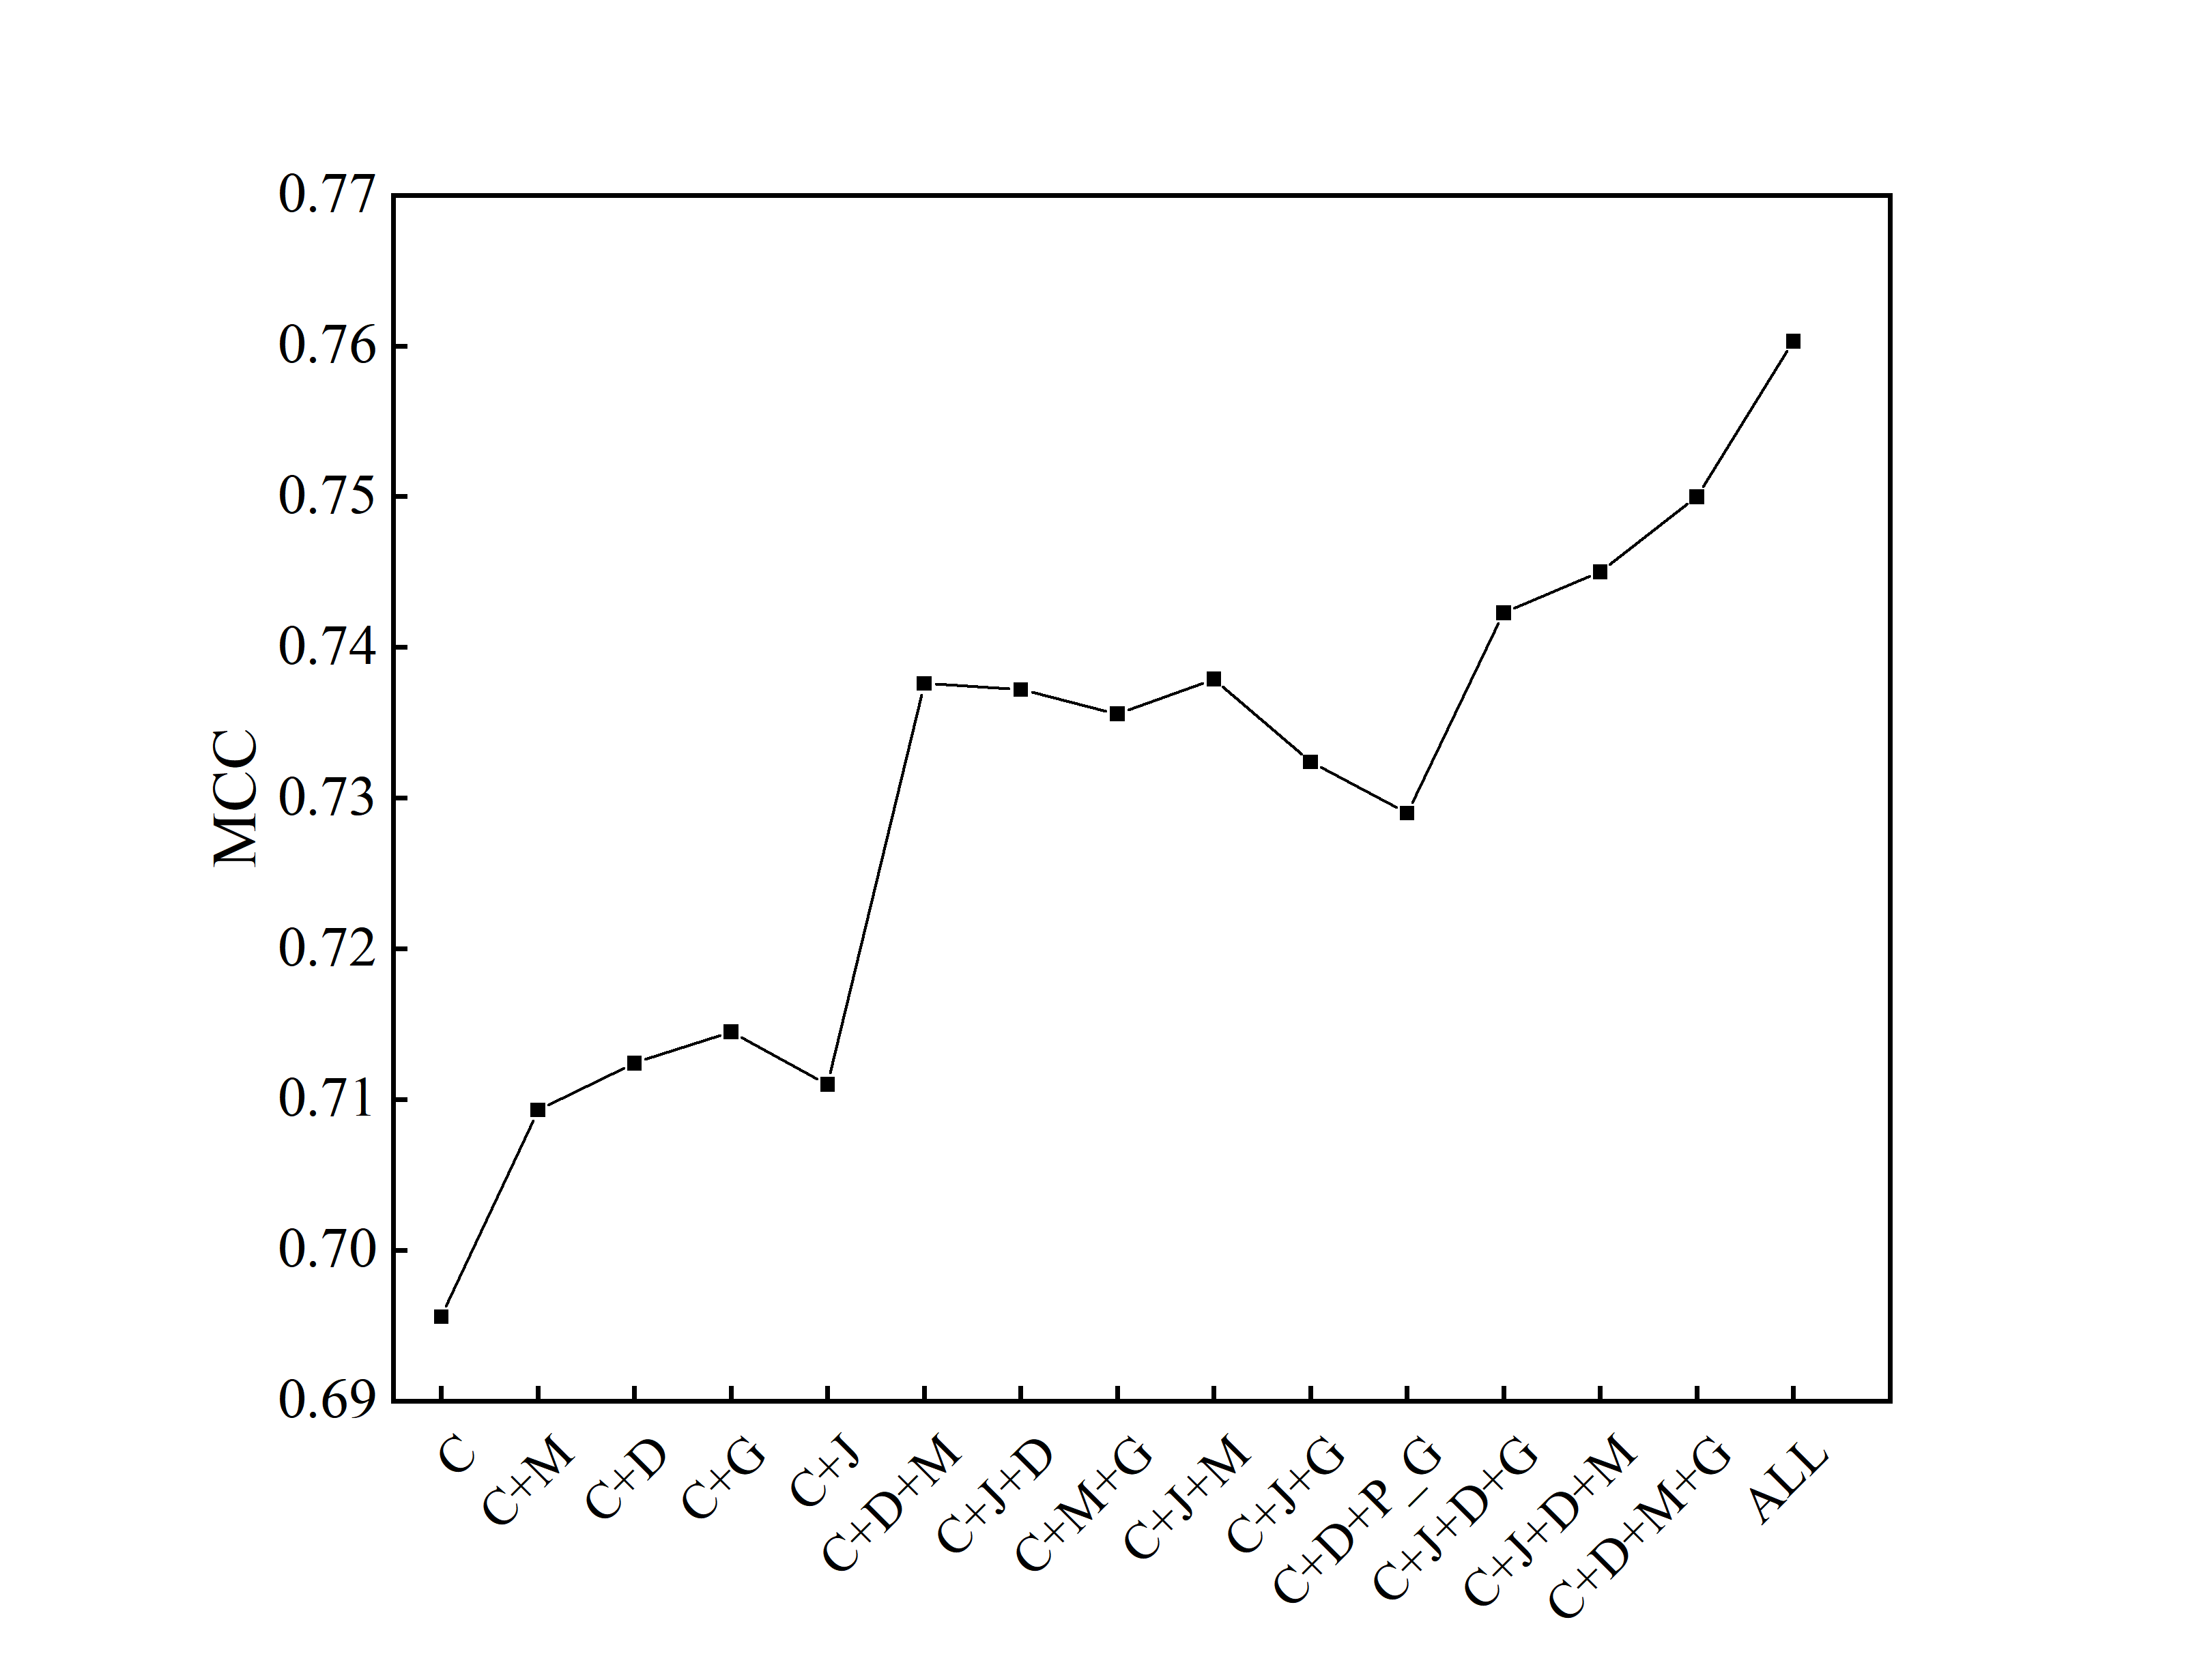 0.77
0.76
0.75
0.74
0.73
0.72
0.71
0.70
0.69
MCC
C
C+M
C+D
C+G
C+J
C+D+M
C+J+D
C+M+G
C+J+M
C+J+G
C+D+P_G
C+J+D+G
C+J+D+M
C+D+M+G
ALL